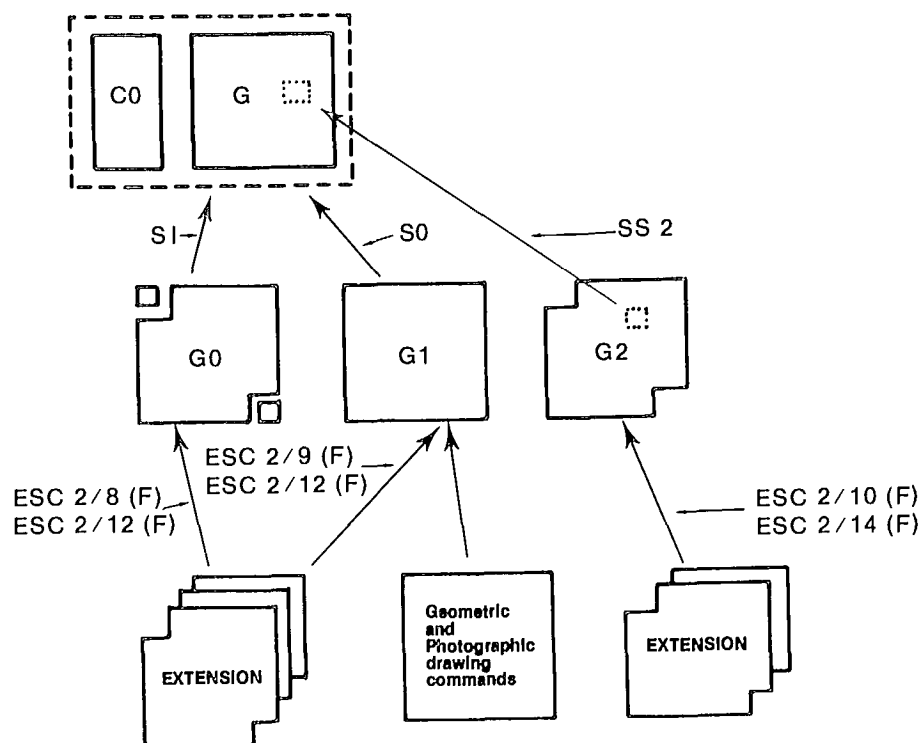 C0
G
SI
S0
SS 2
G0
G1
G2
ESC 2/8 (F)
ESC 2/12 (F)
ESC 2/9 (F)
ESC 2/12 (F)
ESC 2/10 (F)
ESC 2/14 (F)
EXTENSION
Geometric
and
Photographic
drawing
commands
EXTENSION